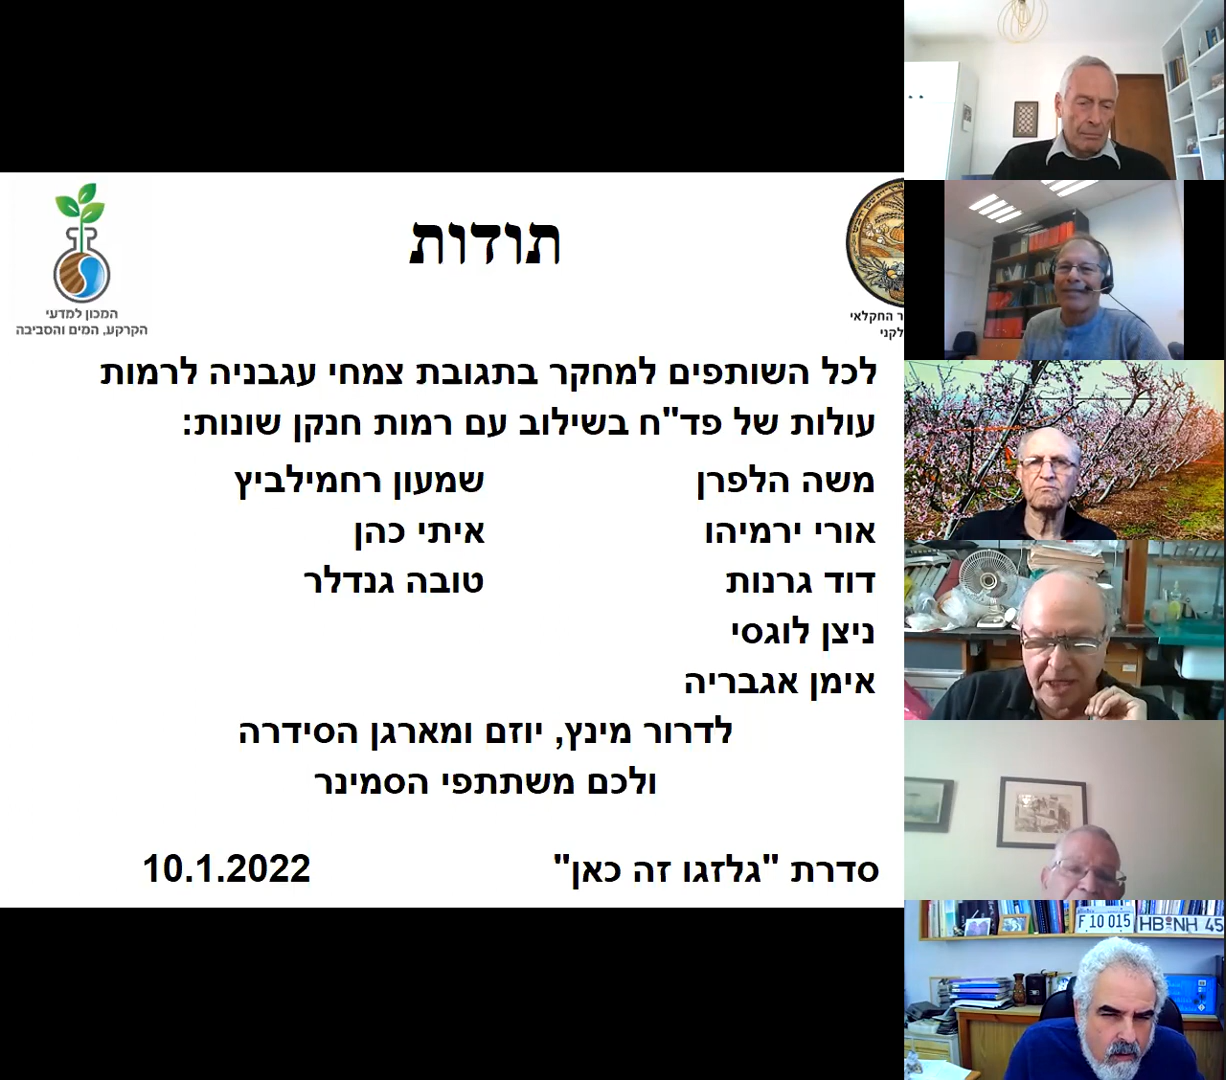 תודות
המכון למדעי
הקרקע, המים והסביבה
ר החקלאי
לקני
לכל השותפים למחקר בתגובת צמחי עגבניה לרמות
עולות של פד"ח בשילוב עם רמות חנקן שונות:
משה הלפרן
שמעון רחמילביץ
אורי ירמיהו
איתי כהן
דוד גרנות
טובה גנדלר
ניצן לוגסי
אימן אגבריה
לדרור מינץ, יוזם ומארגן הסידרה
ולכם משתתפי הסמינר
סדרת "גלזגו זה כאן"
10.1.2022
F 10 015
HB NH 45